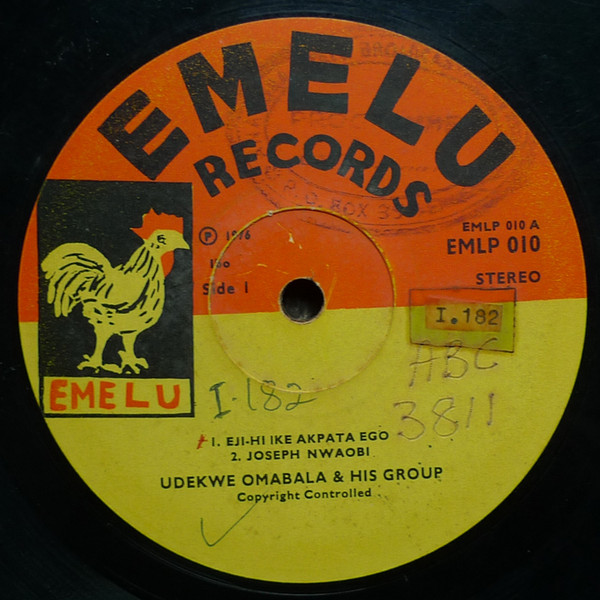 EMELU
RECORDS
P.O. BOX
EMLP 010 A
EMLP 010
STEREO
℗ 1976
Ibo
Side 1
I.182
EMELU
I-182
ABC
3811
1. EJI-HI IKE AKPATA EGO
2. JOSEPH NWAOBI
UDEKWE OMABALA & HIS GROUP
Copyright Controlled